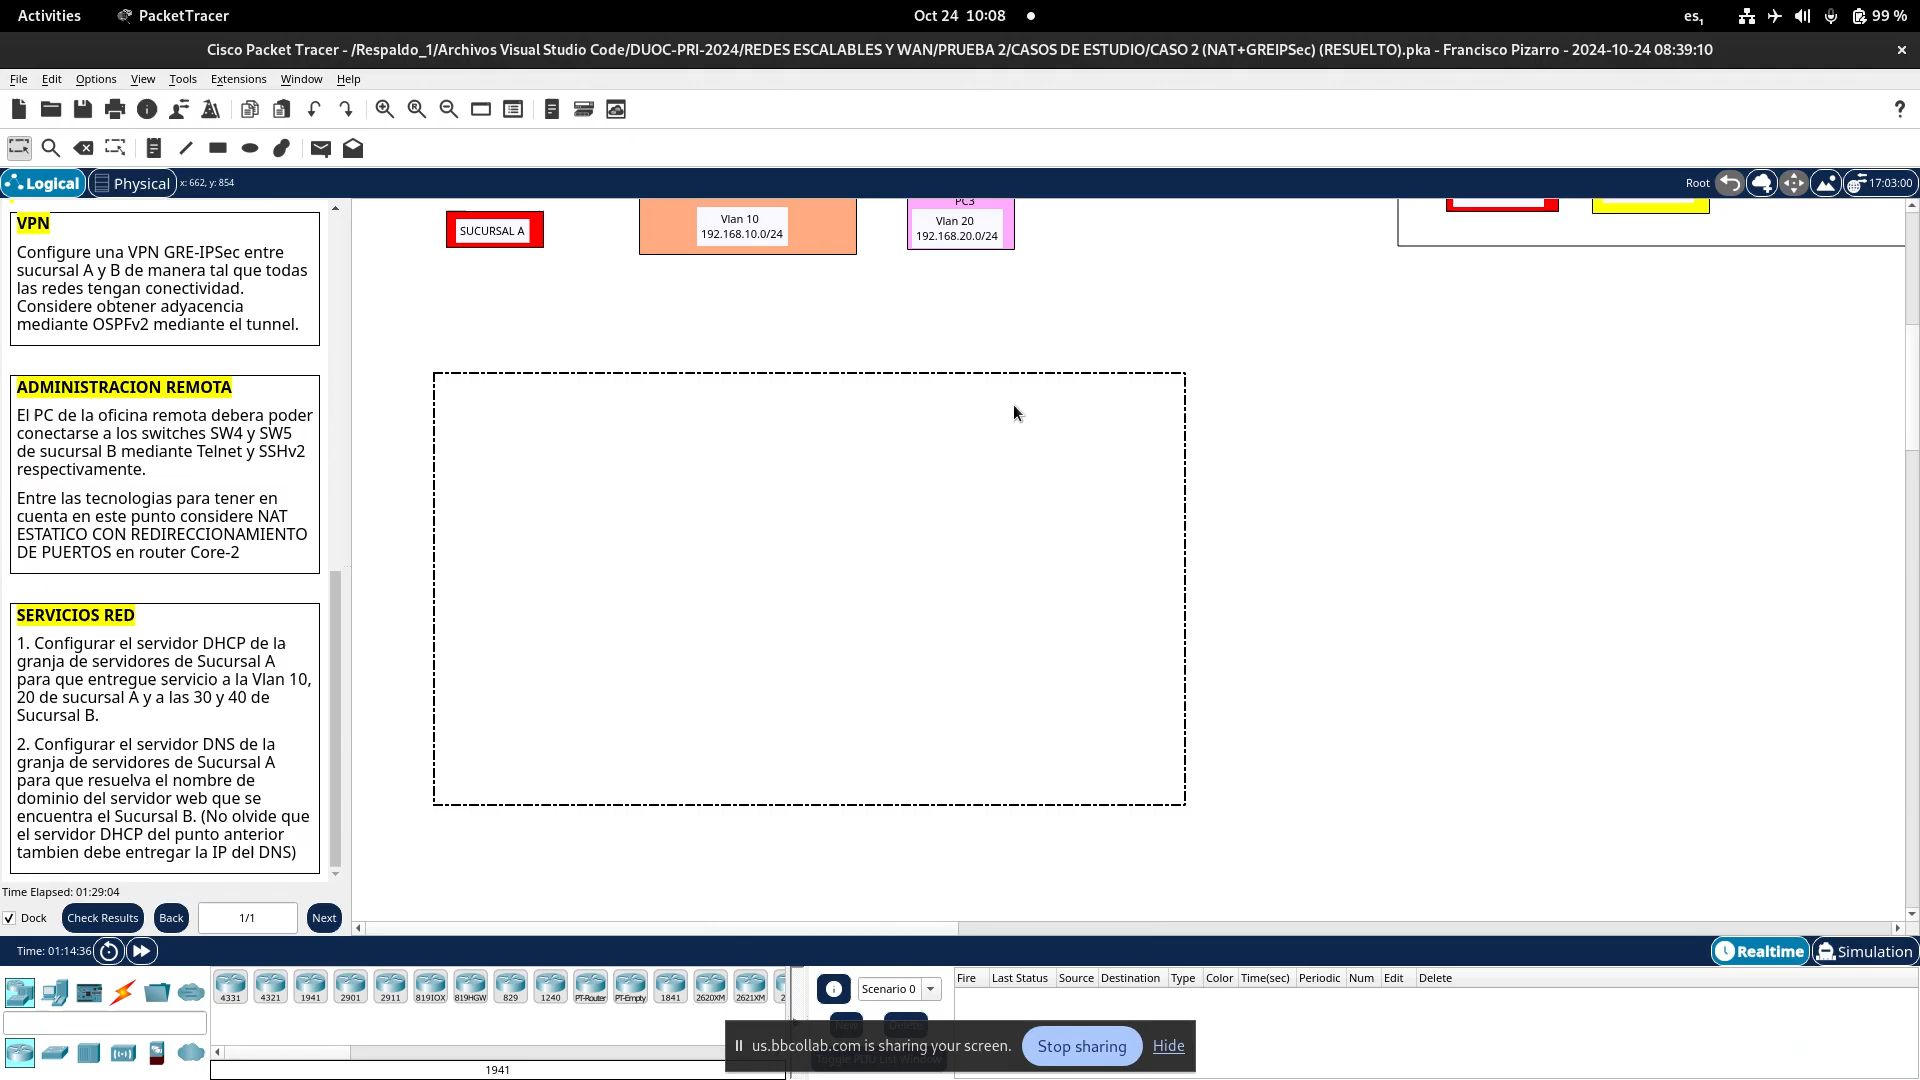 Activities
PacketTracer
Oct 24 10:08
es1
99 %
Cisco Packet Tracer - /Respaldo_1/Archivos Visual Studio Code/DUOC-PRI-2024/REDES ESCALABLES Y WAN/PRUEBA 2/CASOS DE ESTUDIO/CASO 2 (NAT+GREIPSec) (RESUELTO).pka - Francisco Pizarro - 2024-10-24 08:39:10
File Edit Options View Tools Extensions Window Help
Logical
Physical
x: 662, y: 854
Root
17:03:00
VPN
Configure una VPN GRE-IPSec entre
sucursal A y B de manera tal que todas
las redes tengan conectividad.
Considere obtener adyacencia
mediante OSPFv2 mediante el tunnel.
ADMINISTRACION REMOTA
El PC de la oficina remota debera poder
conectarse a los switches SW4 y SW5
de sucursal B mediante Telnet y SSHv2
respectivamente.
Entre las tecnologias para tener en
cuenta en este punto considere NAT
ESTATICO CON REDIRECCIONAMIENTO
DE PUERTOS en router Core-2
SERVICIOS RED
1. Configurar el servidor DHCP de la
granja de servidores de Sucursal A
para que entregue servicio a la Vlan 10,
20 de sucursal A y a las 30 y 40 de
Sucursal B.
2. Configurar el servidor DNS de la
granja de servidores de Sucursal A
para que resuelva el nombre de
dominio del servidor web que se
encuentra el Sucursal B. (No olvide que
el servidor DHCP del punto anterior
tambien debe entregar la IP del DNS)
SUCURSAL A
Vlan 10
192.168.10.0/24
PC3
Vlan 20
192.168.20.0/24
Time Elapsed: 01:29:04
Dock
Check Results
Back
1/1
Next
Time: 01:14:36
Realtime
Simulation
4331 4321 1941 2901 2911 819IOX 819HGW 829 1240 PT-Router PT-Empty 1841 2620XM 2621XM 2
1941
Scenario 0
New
Delete
Toggle PDU List Window
Fire Last Status Source Destination Type Color Time(sec) Periodic Num Edit Delete
us.bbcollab.com is sharing your screen.
Stop sharing
Hide